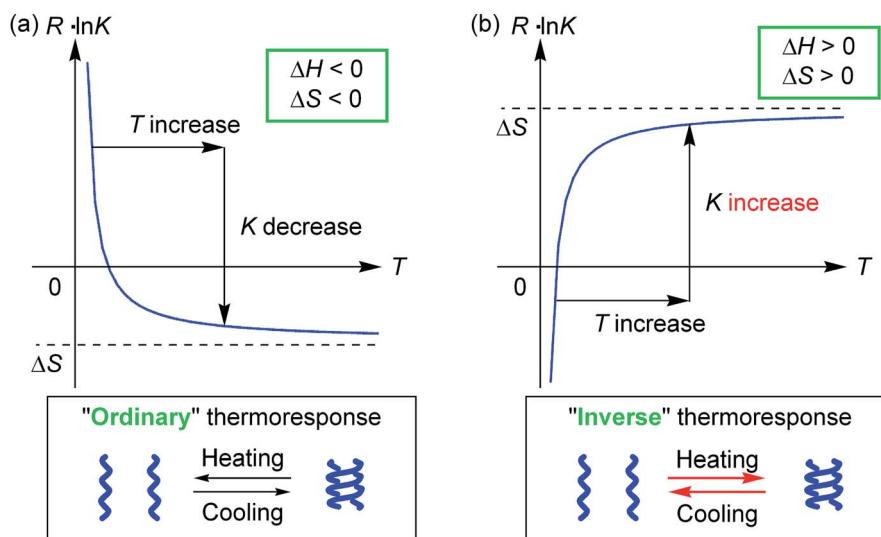 (a) R·lnK
ΔH < 0
ΔS < 0
T increase
K decrease
0
T
ΔS
"Ordinary" thermoresponse
Heating
Cooling
(b) R·lnK
ΔH > 0
ΔS > 0
ΔS
K increase
0
T
T increase
"Inverse" thermoresponse
Heating
Cooling